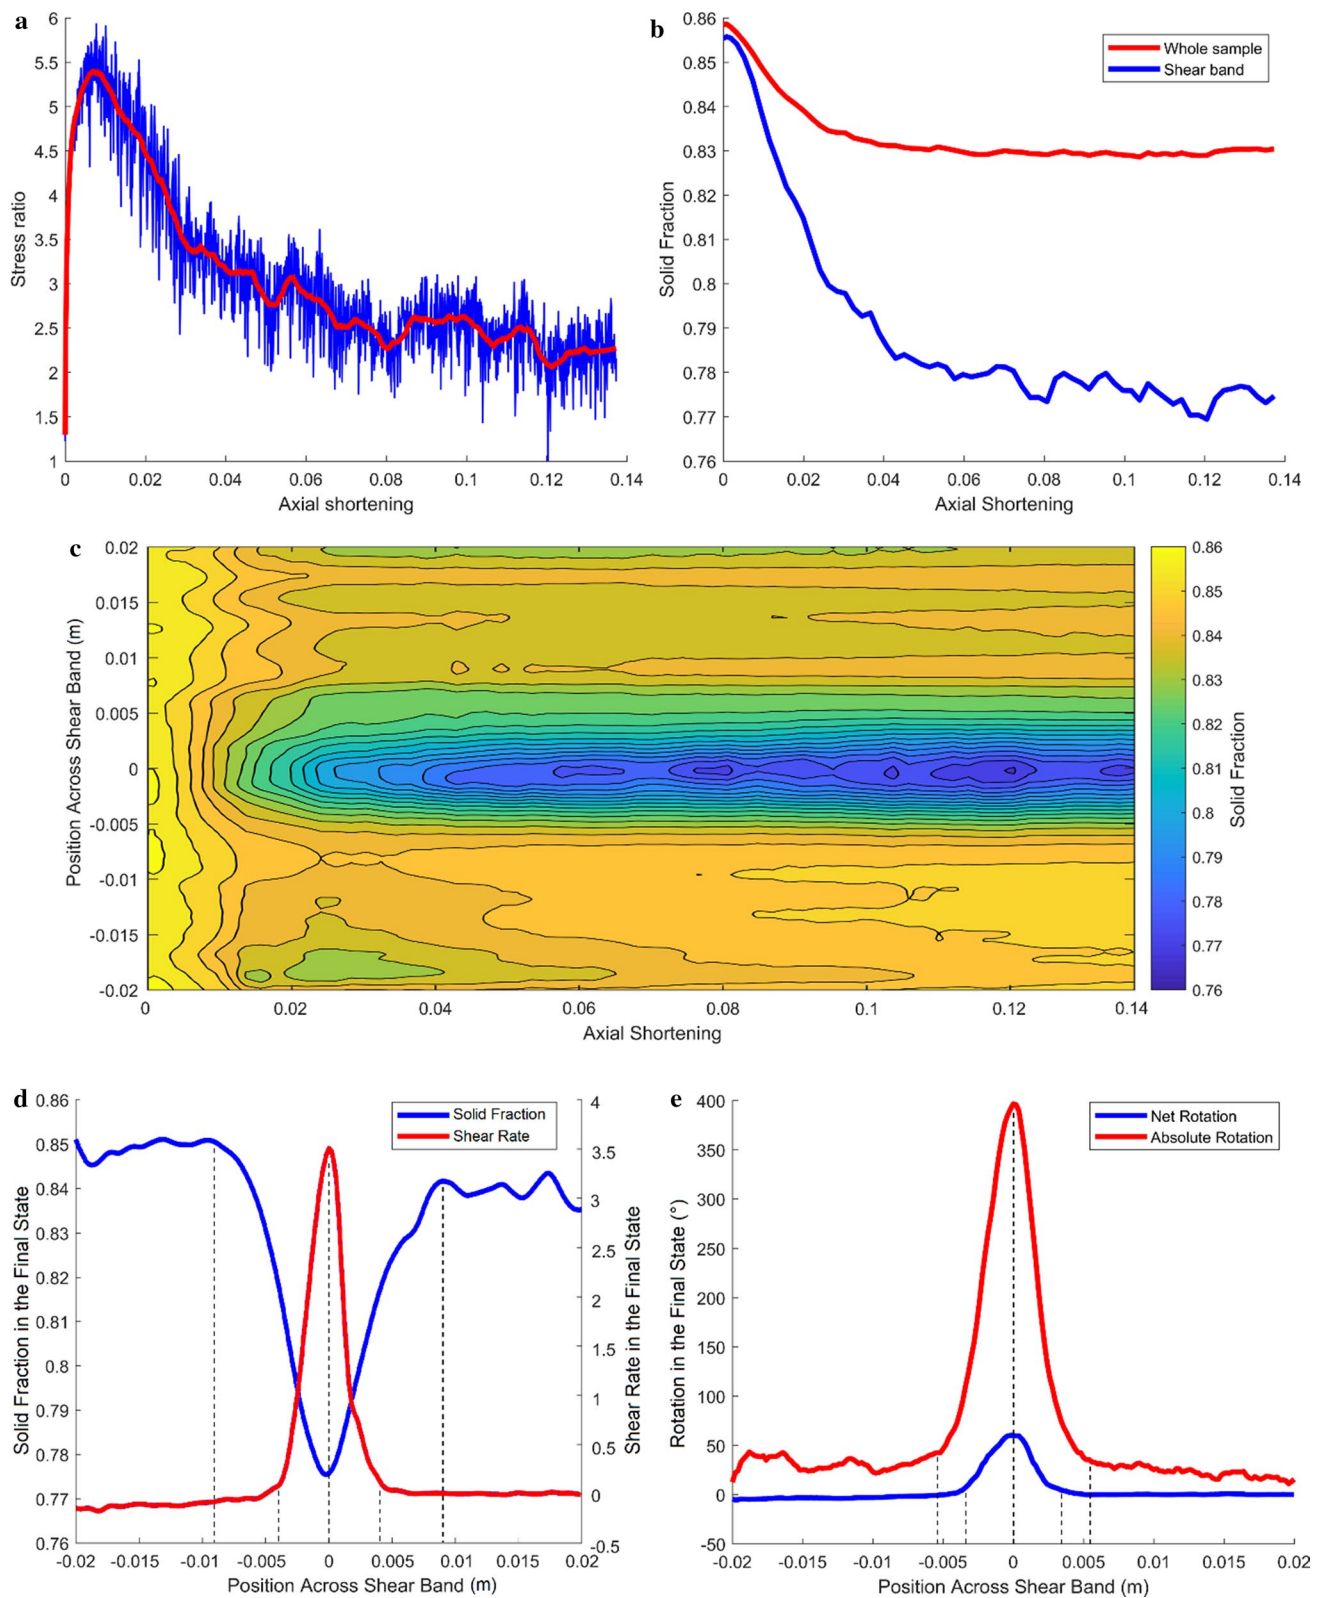 a
6
5.5
5
4.5
4
3.5
3
2.5
2
1.5
1
Stress ratio
0 0.02 0.04 0.06 0.08 0.1 0.12 0.14
Axial shortening
b
0.86
0.85
0.84
0.83
0.82
0.81
0.8
0.79
0.78
0.77
0.76
Solid Fraction
Whole sample
Shear band
0 0.02 0.04 0.06 0.08 0.1 0.12 0.14
Axial Shortening
c
0.02
0.015
0.01
0.005
0
-0.005
-0.01
-0.015
-0.02
Position Across Shear Band (m)
0 0.02 0.04 0.06 0.08 0.1 0.12 0.14
Axial Shortening
0.86
0.85
0.84
0.83
0.82
0.81
0.8
0.79
0.78
0.77
0.76
Solid Fraction
d
0.86
0.85
0.84
0.83
0.82
0.81
0.8
0.79
0.78
0.77
0.76
Solid Fraction in the Final State
Solid Fraction
Shear Rate
4
3.5
3
2.5
2
1.5
1
0.5
0
-0.5
Shear Rate in the Final State
-0.02 -0.015 -0.01 -0.005 0 0.005 0.01 0.015 0.02
Position Across Shear Band (m)
e
400
350
300
250
200
150
100
50
0
-50
Rotation in the Final State (°)
Net Rotation
Absolute Rotation
-0.02 -0.015 -0.01 -0.005 0 0.005 0.01 0.015 0.02
Position Across Shear Band (m)